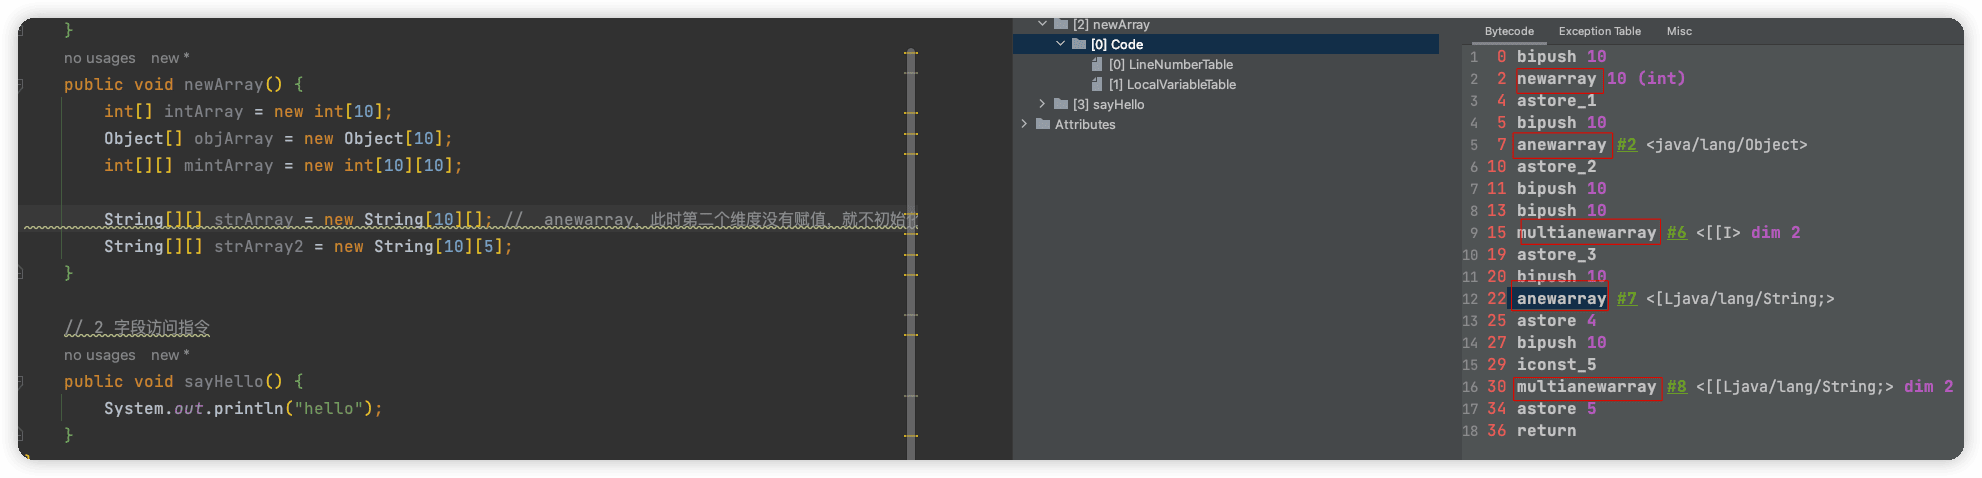 }
no usages   new *
public void newArray() {
    int[] intArray = new int[10];
    Object[] objArray = new Object[10];
    int[][] mintArray = new int[10][10];
    String[][] strArray = new String[10][]; //  anewarray，此时第二个维度没有赋值，就不初始
    String[][] strArray2 = new String[10][5];
}
// 2 字段访问指令
no usages   new *
public void sayHello() {
    System.out.println("hello");
}
[2] newArray
[0] Code
[0] LineNumberTable
[1] LocalVariableTable
[3] sayHello
Attributes
Bytecode   Exception Table   Misc
1 0 bipush 10
2 2 newarray 10 (int)
3 4 astore_1
4 5 bipush 10
5 7 anewarray #2 <java/lang/Object>
6 10 astore_2
7 11 bipush 10
8 13 bipush 10
9 15 multianewarray #6 <[[I> dim 2
10 19 astore_3
11 20 bipush 10
12 22 anewarray #7 <[Ljava/lang/String;>
13 25 astore 4
14 27 bipush 10
15 29 iconst_5
16 30 multianewarray #8 <[[Ljava/lang/String;> dim 2
17 34 astore 5
18 36 return